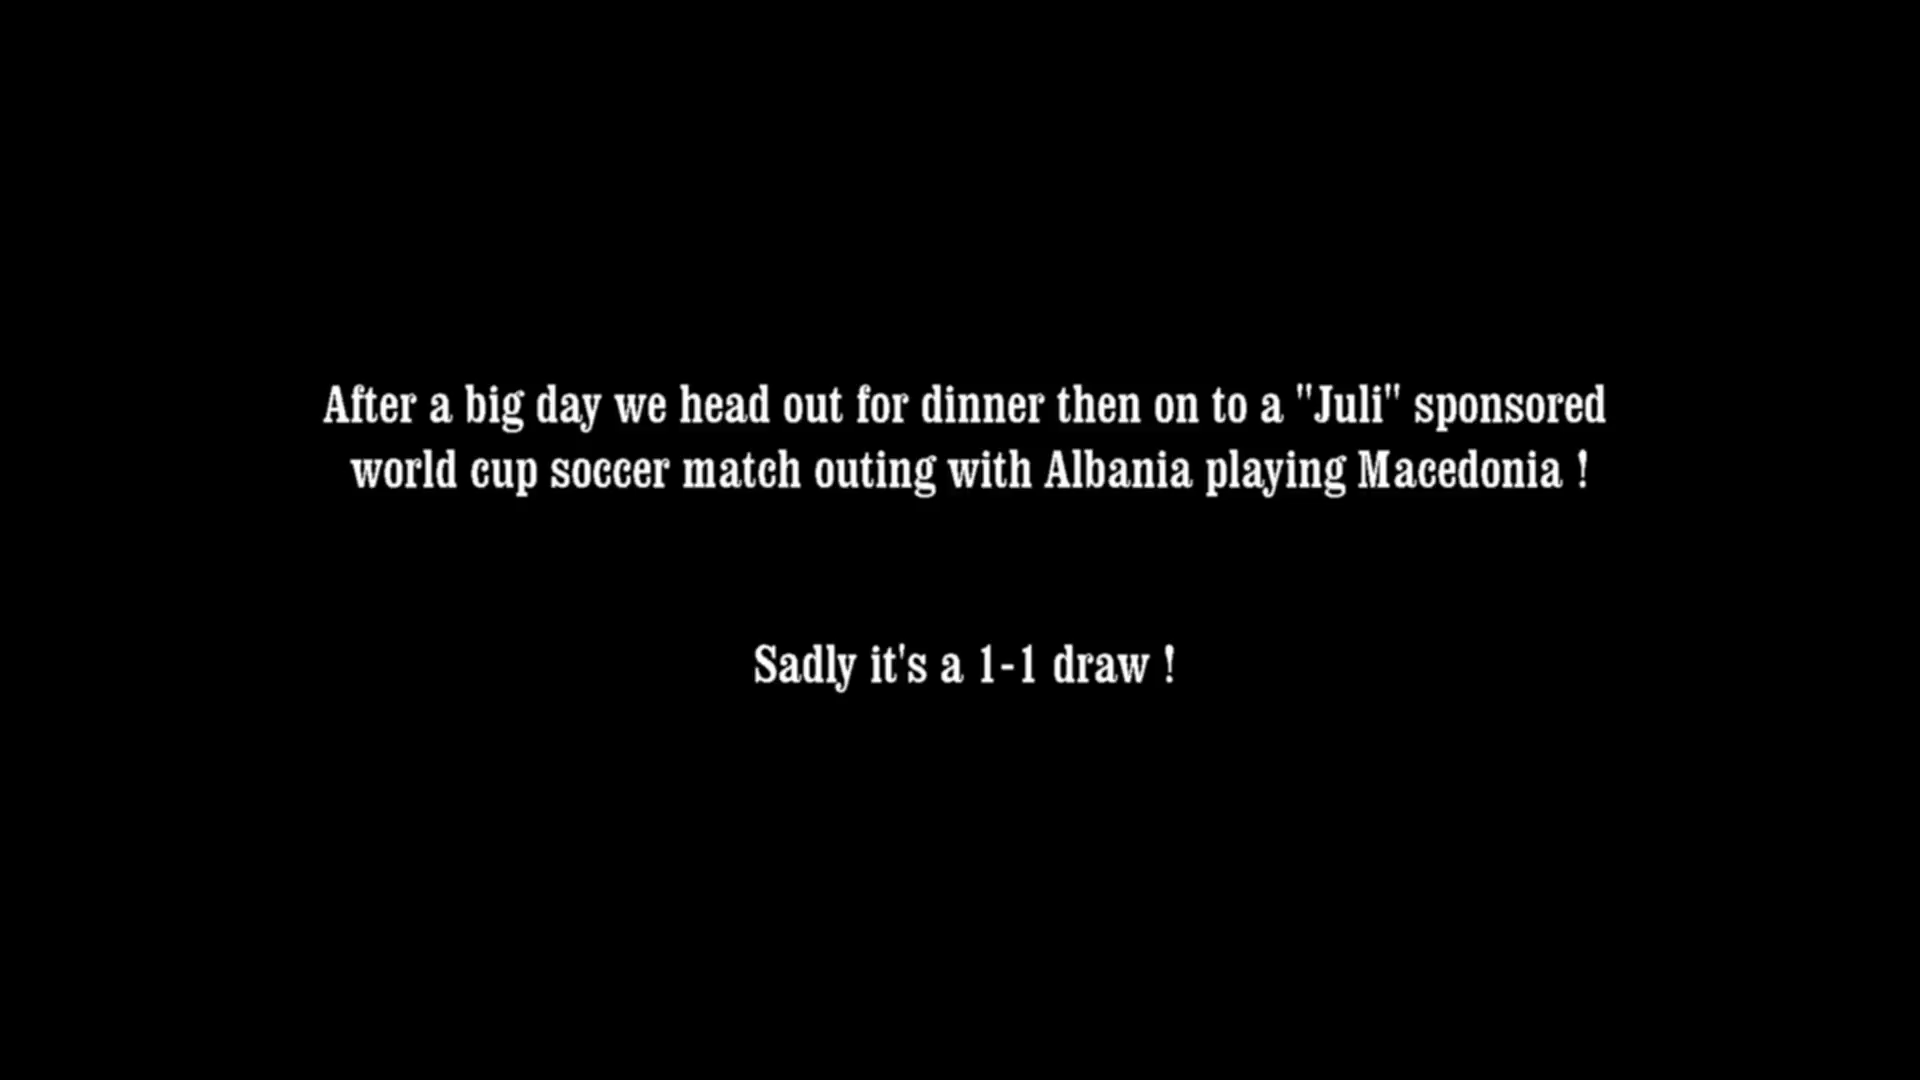 After a big day we head out for dinner then on to a "Juli" sponsored
world cup soccer match outing with Albania playing Macedonia !
Sadly it's a 1-1 draw !